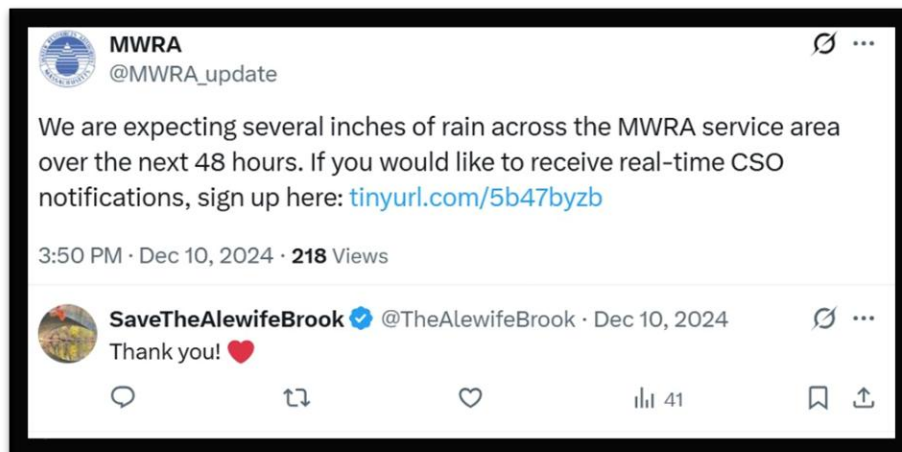 MWRA
@MWRA_update
We are expecting several inches of rain across the MWRA service area
over the next 48 hours. If you would like to receive real-time CSO
notifications, sign up here: tinyurl.com/5b47byzb
3:50 PM · Dec 10, 2024 · 218 Views
SaveTheAlewifeBrook @TheAlewifeBrook · Dec 10, 2024
Thank you! ❤️
41